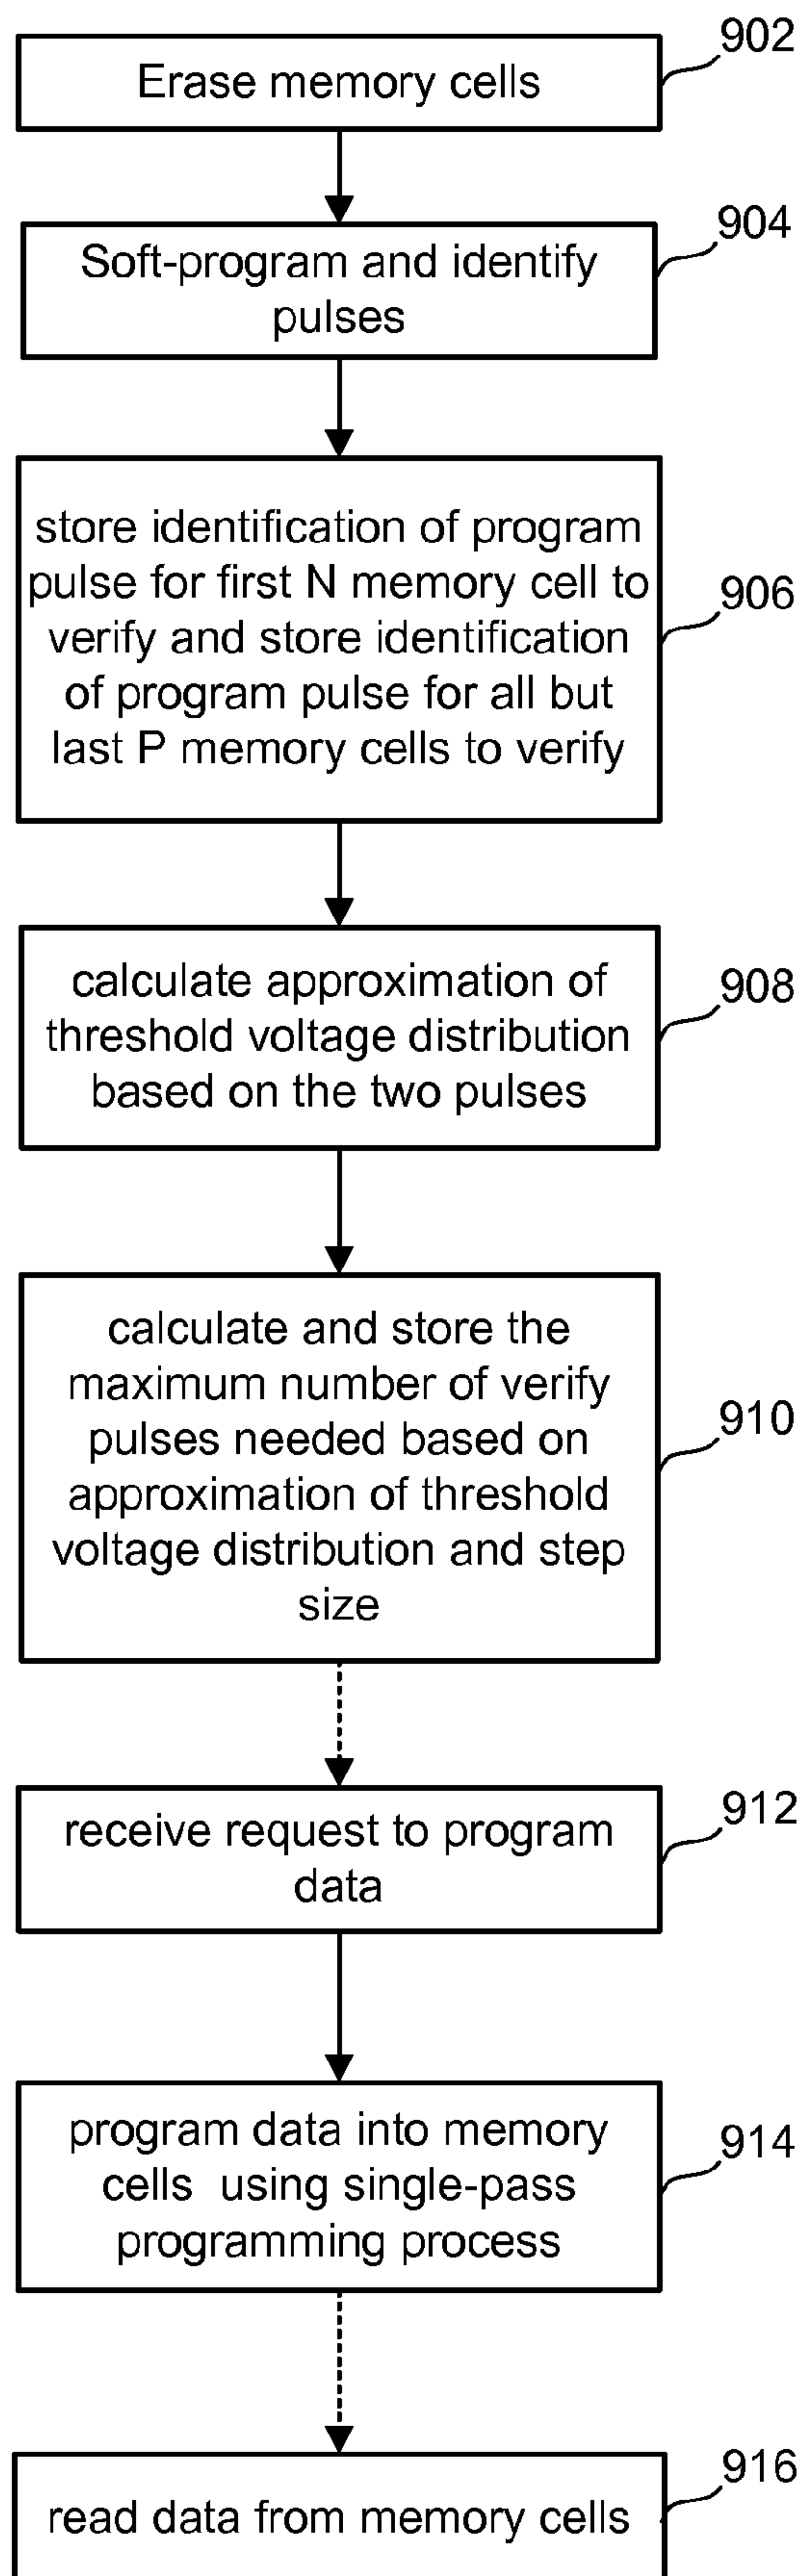 902
Erase memory cells
904
Soft-program and identify
pulses
store identification of program
pulse for first N memory cell to
verify and store identification
of program pulse for all but
last P memory cells to verify
906
calculate approximation of
threshold voltage distribution
based on the two pulses
908
calculate and store the
maximum number of verify
pulses needed based on
approximation of threshold
voltage distribution and step
size
910
receive request to program
data
912
program data into memory
cells using single-pass
programming process
914
read data from memory cells
916